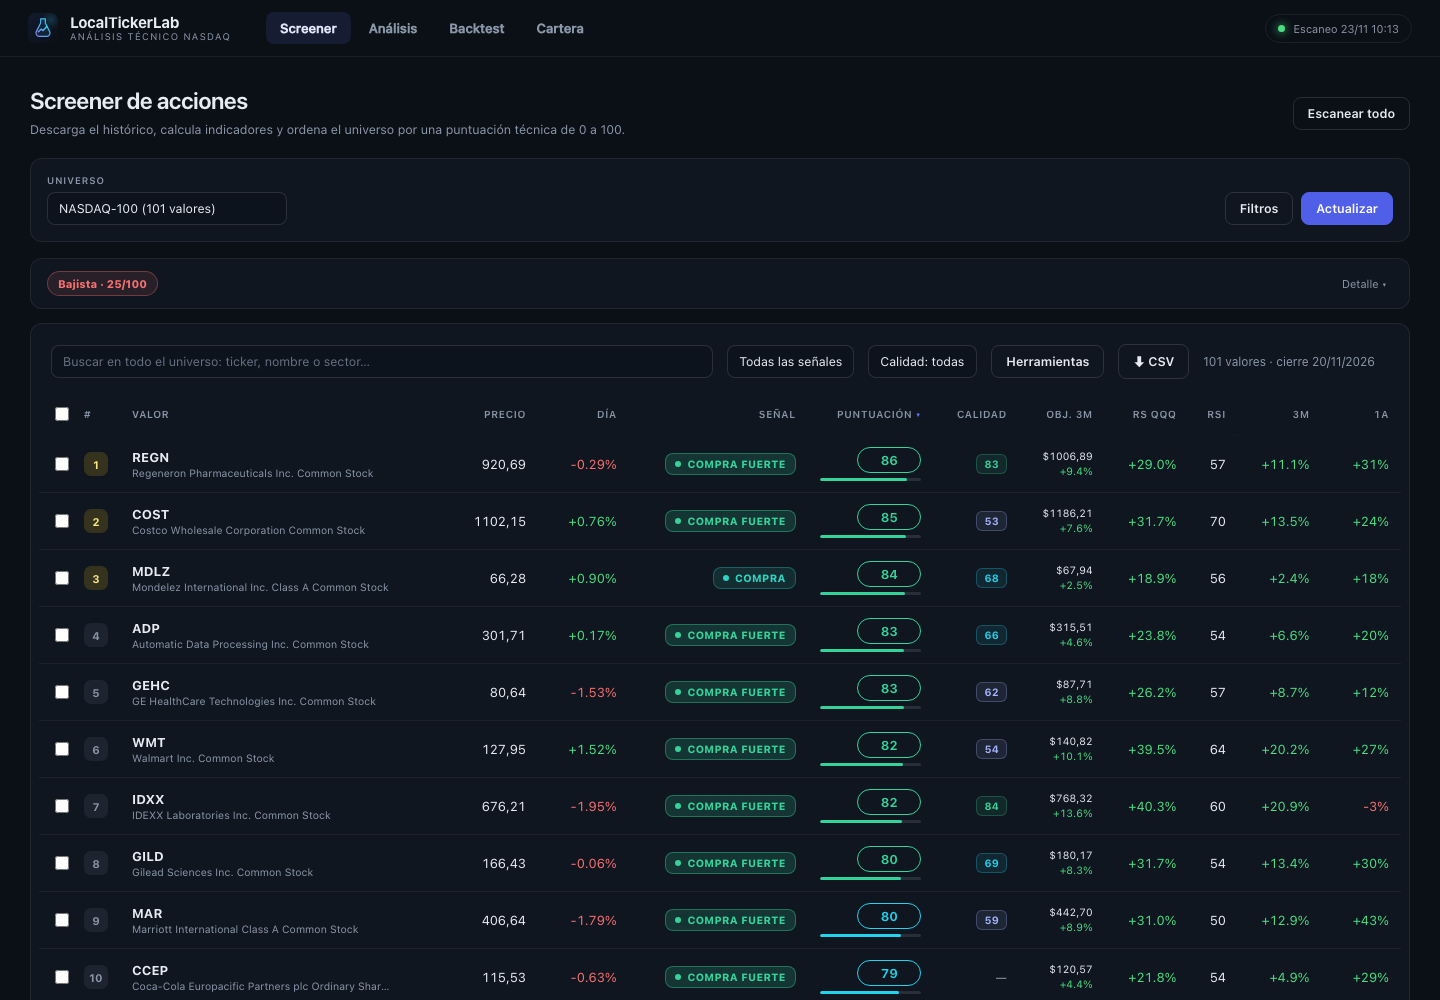 LocalTickerLab
ANÁLISIS TÉCNICO NASDAQ
Screener Análisis Backtest Cartera
Escaneo 23/11 10:13
Screener de acciones
Descarga el histórico, calcula indicadores y ordena el universo por una puntuación técnica de 0 a 100.
Escanear todo
UNIVERSO
NASDAQ-100 (101 valores)
Filtros Actualizar
Bajista · 25/100
Detalle
Buscar en todo el universo: ticker, nombre o sector... Todas las señales Calidad: todas Herramientas CSV 101 valores · cierre 20/11/2026
# VALOR PRECIO DÍA SEÑAL PUNTUACIÓN CALIDAD OBJ. 3M RS QQQ RSI 3M 1A
1 REGN 920,69 -0.29% COMPRA FUERTE 86 83 $1006,89 +29.0% 57 +11.1% +31%
Regeneron Pharmaceuticals Inc. Common Stock +9.4%
2 COST 1102,15 +0.76% COMPRA FUERTE 85 53 $1186,21 +31.7% 70 +13.5% +24%
Costco Wholesale Corporation Common Stock +7.6%
3 MDLZ 66,28 +0.90% COMPRA 84 68 $67,94 +18.9% 56 +2.4% +18%
Mondelez International Inc. Class A Common Stock +2.5%
4 ADP 301,71 +0.17% COMPRA FUERTE 83 66 $315,51 +23.8% 54 +6.6% +20%
Automatic Data Processing Inc. Common Stock +4.6%
5 GEHC 80,64 -1.53% COMPRA FUERTE 83 62 $87,71 +26.2% 57 +8.7% +12%
GE HealthCare Technologies Inc. Common Stock +8.8%
6 WMT 127,95 +1.52% COMPRA FUERTE 82 54 $140,82 +39.5% 64 +20.2% +27%
Walmart Inc. Common Stock +10.1%
7 IDXX 676,21 -1.95% COMPRA FUERTE 82 84 $768,32 +40.3% 60 +20.9% -3%
IDEXX Laboratories Inc. Common Stock +13.6%
8 GILD 166,43 -0.06% COMPRA FUERTE 80 69 $180,17 +31.7% 54 +13.4% +30%
Gilead Sciences Inc. Common Stock +8.3%
9 MAR 406,64 -1.79% COMPRA FUERTE 80 59 $442,70 +31.0% 50 +12.9% +43%
Marriott International Class A Common Stock +8.9%
10 CCEP 115,53 -0.63% COMPRA FUERTE 79 — $120,57 +21.8% 54 +4.9% +29%
Coca-Cola Europacific Partners plc Ordinary Shar... +4.4%